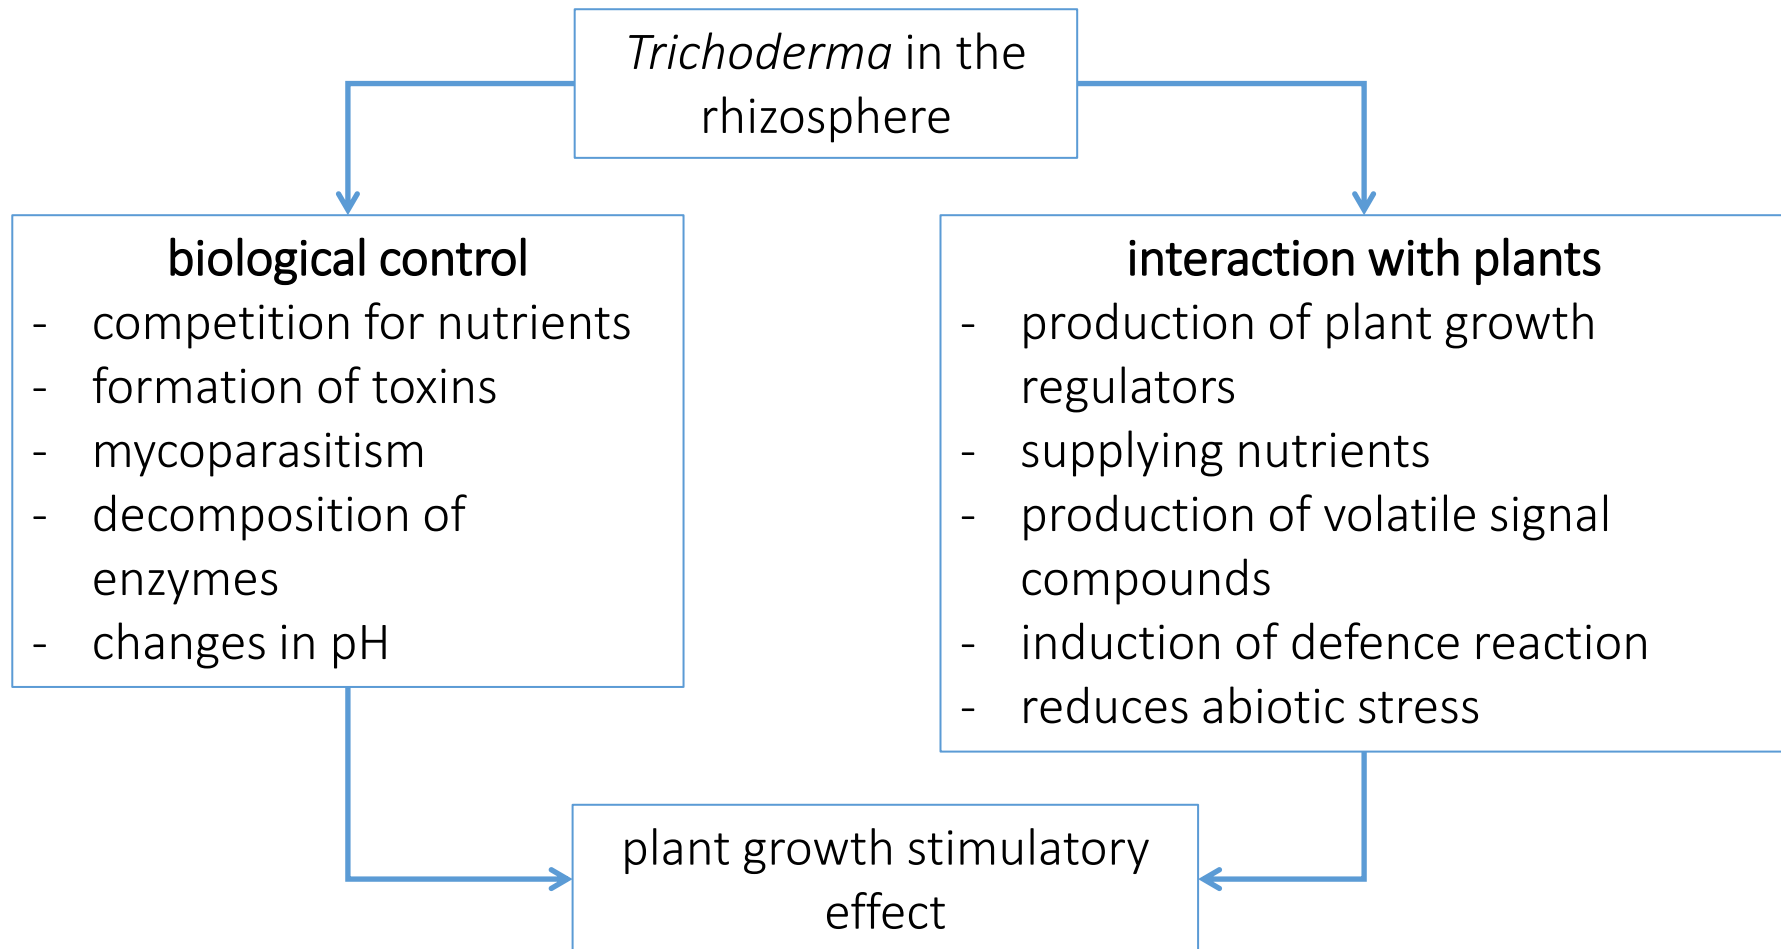 Trichoderma in the
rhizosphere
biological control
- competition for nutrients
- formation of toxins
- mycoparasitism
- decomposition of
enzymes
- changes in pH
interaction with plants
- production of plant growth
regulators
- supplying nutrients
- production of volatile signal
compounds
- induction of defence reaction
- reduces abiotic stress
plant growth stimulatory
effect